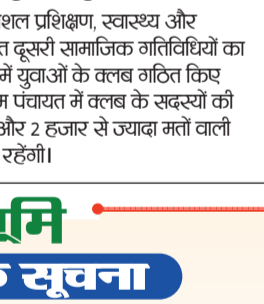 शल प्रशिक्षण, स्वास्थ्य और
त दूसरी सामाजिक गतिविधियों का
में युवाओं के क्लब गठित किए
म पंचायत में क्लब के सदस्यों की
और 2 हजार से ज्यादा मतों वाली
रहेंगी।
मि
सूचना